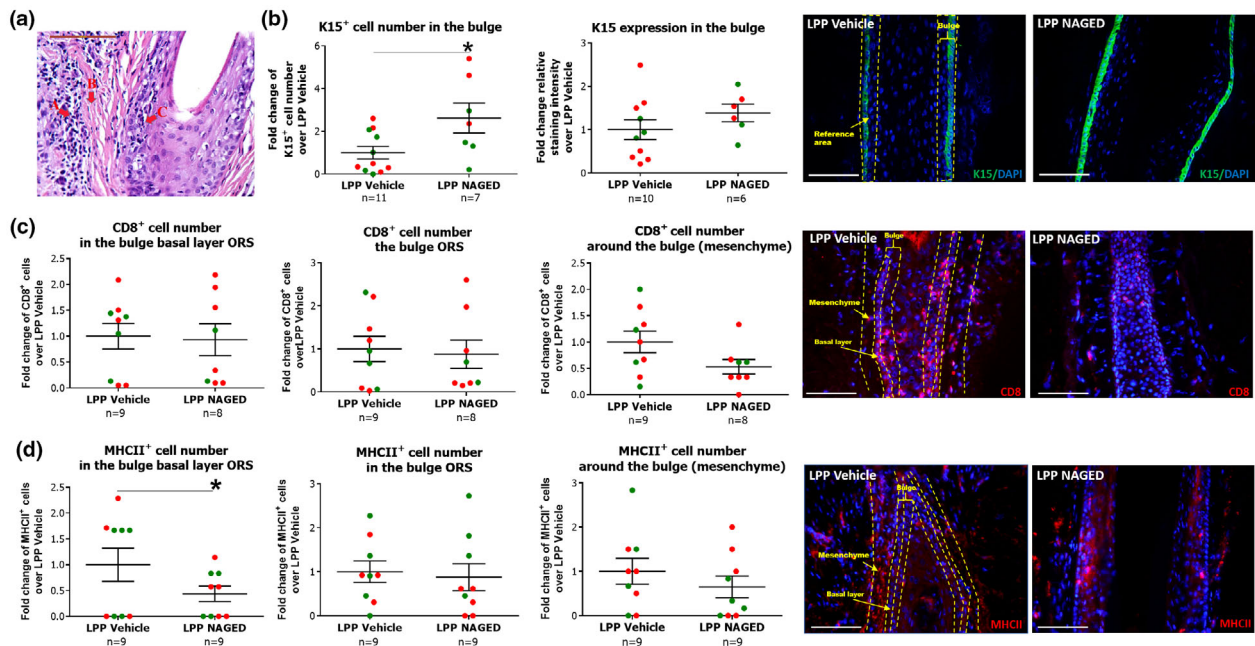 (a)
A
B
C
(b)
K15⁺ cell number in the bulge
Fold change of
K15⁺ cell number
over LPP Vehicle
6
4
2
0
*
LPP Vehicle
n=11
LPP NAGED
n=7
K15 expression in the bulge
Fold change relative
staining intensity
over LPP Vehicle
3
2
1
0
LPP Vehicle
n=10
LPP NAGED
n=6
LPP Vehicle
Bulge
Reference
area
K15/DAPI
LPP NAGED
K15/DAPI
(c)
CD8⁺ cell number
in the bulge basal layer ORS
Fold change of CD8⁺ cells
over LPP Vehicle
2.5
2.0
1.5
1.0
0.5
0.0
LPP Vehicle
n=9
LPP NAGED
n=8
CD8⁺ cell number
the bulge ORS
Fold change of CD8⁺ cells
overLPP Vehicle
3
2
1
0
LPP Vehicle
n=9
LPP NAGED
n=8
CD8⁺ cell number
around the bulge (mesenchyme)
Fold change of CD8⁺ cells
over LPP Vehicle
2.5
2.0
1.5
1.0
0.5
0.0
LPP Vehicle
n=9
LPP NAGED
n=8
LPP Vehicle
Bulge
Mesenchyme
Basal layer
CD8
LPP NAGED
CD8
(d)
MHCII⁺ cell number
in the bulge basal layer ORS
Fold change of MHCII⁺ cells
over LPP Vehicle
2.5
2.0
1.5
1.0
0.5
0.0
*
LPP Vehicle
n=9
LPP NAGED
n=9
MHCII⁺ cell number
in the bulge ORS
Fold change of MHCII⁺ cells
over LPP Vehicle
3
2
1
0
LPP Vehicle
n=9
LPP NAGED
n=9
MHCII⁺ cell number
around the bulge (mesenchyme)
Fold change of MHCII⁺ cells
over LPP Vehicle
3
2
1
0
LPP Vehicle
n=9
LPP NAGED
n=9
LPP Vehicle
Bulge
Mesenchyme
Basal layer
MHCII
LPP NAGED
MHCII